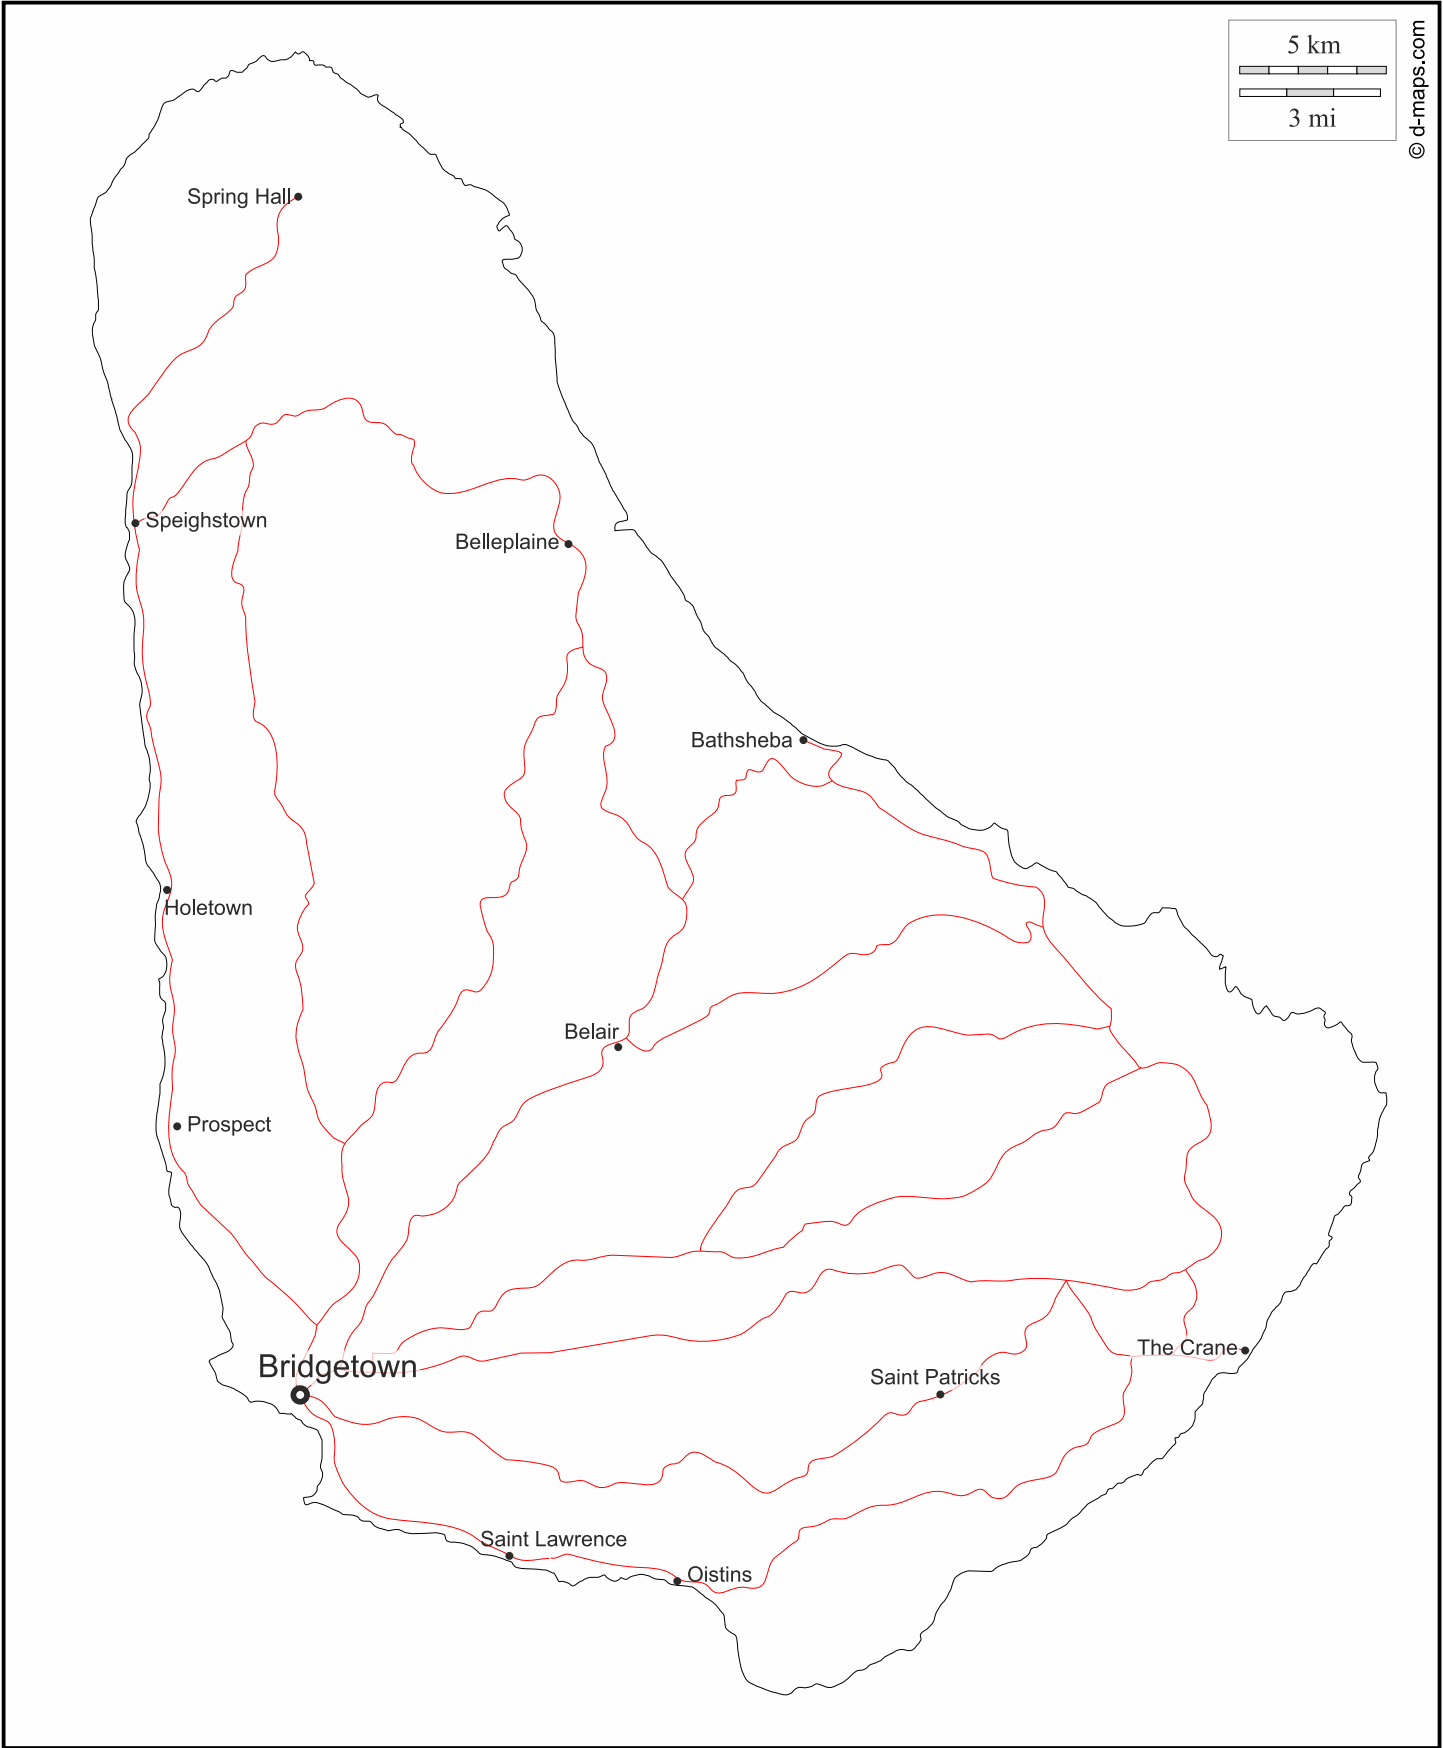 5 km
3 mi
© d-maps.com
Spring Hall
Speighstown
Belleplaine
Bathsheba
Holetown
Belair
Prospect
The Crane
Bridgetown
Saint Patricks
Saint Lawrence
Oistins